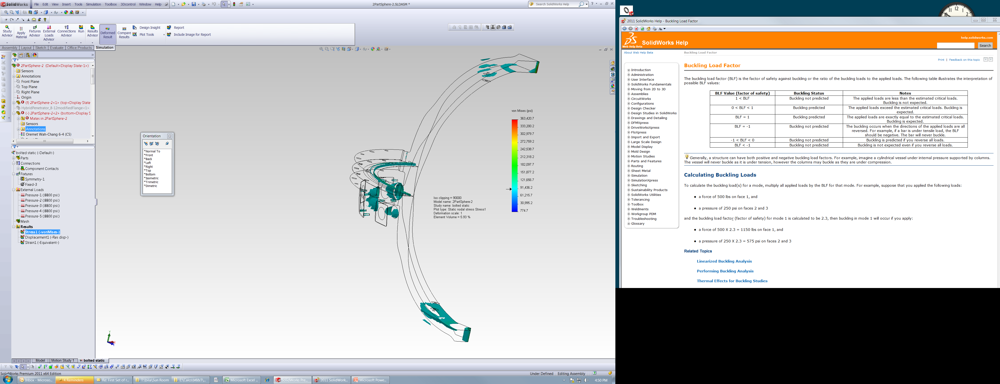 SolidWorks
File Edit View Insert Tools Simulation Toolbox 3Dcontrol Window Help
2PartSphere-2.SLDASM *
Search SolidWorks Help
Study Advisor
Apply Material
Fixtures Advisor
External Loads Advisor
Connections Advisor
Run
Results Advisor
Deformed Result
Compare Results
Design Insight
Plot Tools
Report
Include Image for Report
Assembly Layout Sketch Evaluate Office Products Simulation
2PartSphere-2 (Default<Display State-1>)
Sensors
Annotations
Front Plane
Top Plane
Right Plane
Origin
(f) 2PartSphere-2<1> (top<Display State
HybridPenetrator_8-12modifiedFlange<1>
(-) 2PartSphere-2<2> (bottom<Display S
Mates in 2PartSphere-2
Sensors
Annotations
Oremet Wah-Chang 6-4 (C5)
bolted static (-Default-)
Parts
Connections
Component Contacts
Fixtures
Symmetry-1
Fixed-3
External Loads
Pressure-1 (:8800 psi:)
Pressure-2 (:8800 psi:)
Pressure-3 (:8800 psi:)
Pressure-4 (:8800 psi:)
Pressure-5 (:8800 psi:)
Mesh
Results
Stress1 (-vonMises-)
Displacement1 (-Res disp-)
Strain1 (-Equivalent-)
Orientation
*Normal To
*Front
*Back
*Left
*Right
*Top
*Bottom
*Isometric
*Trimetric
*Dimetric
Iso clipping = 90000
Model name: 2PartSphere-2
Study name: bolted static
Plot type: Static nodal stress Stress1
Deformation scale: 1
Element Volume = 5.93 %
von Mises (psi)
363,420.7
333,200.2
302,979.7
272,759.2
242,538.7
212,318.2
182,097.7
151,877.2
121,656.7
91,436.2
61,215.7
30,995.2
774.7
Y
X
Z
Model Motion Study 1 bolted static
SolidWorks Premium 2011 x64 Edition
Under Defined Editing Assembly
Inbox - Microso...
4 Reminders
Re: First Set of r...
T:\bila\Sun Room
E:\Calcs\MI&T\...
Microsoft Excel ...
SolidWorks Pre...
2011 SolidWork...
Microsoft Powe...
4:50 PM
11 12
10
2
2011 SolidWorks Help - Buckling Load Factor
SolidWorks Help
Web Help Beta
help.solidworks.com
Search
About Web Help Beta
Buckling Load Factor
Print | Feedback on this topic
Introduction
Administration
User Interface
SolidWorks Fundamentals
Moving from 2D to 3D
Assemblies
CircuitWorks
Configurations
Design Checker
Design Studies in SolidWorks
Drawings and Detailing
DFMXpress
DriveWorksXpress
FloXpress
Import and Export
Large Scale Design
Model Display
Mold Design
Motion Studies
Parts and Features
Routing
Sheet Metal
Simulation
SimulationXpress
Sketching
Sustainability Products
SolidWorks Utilities
Tolerancing
Toolbox
Weldments
Workgroup PDM
Troubleshooting
Glossary
Buckling Load Factor
The buckling load factor (BLF) is the factor of safety against buckling or the ratio of the buckling loads to the applied loads. The following table illustrates the interpretation of
possible BLF values:
BLF Value (factor of safety) Buckling Status Notes
1 < BLF Buckling not predicted The applied loads are less than the estimated critical loads.
Buckling is not expected.
0 < BLF < 1 Buckling predicted The applied loads exceed the estimated critical loads. Buckling is
expected.
BLF = 1 Buckling predicted The applied loads are exactly equal to the estimated critical loads.
Buckling is expected.
BLF = -1 Buckling not predicted The buckling occurs when the directions of the applied loads are all
reversed. For example, if a bar is under tensile load, the BLF
should be negative. The bar will never buckle.
-1 < BLF < 0 Buckling not predicted Buckling is predicted if you reverse all loads.
BLF < -1 Buckling not predicted Buckling is not expected even if you reverse all loads.
Generally, a structure can have both positive and negative buckling load factors. For example, imagine a cylindrical vessel under internal pressure supported by columns.
The vessel will never buckle as it is under tension, however the columns may buckle as they are under compression.
Calculating Buckling Loads
To calculate the buckling load(s) for a mode, multiply all applied loads by the BLF for that mode. For example, suppose that you applied the following loads:
● a force of 500 lbs on face 1, and
● a pressure of 250 psi on faces 2 and 3
and the buckling load factor (factor of safety) for mode 1 is calculated to be 2.3, then buckling in mode 1 will occur if you apply:
● a force of 500 X 2.3 = 1150 lbs on face 1, and
● a pressure of 250 X 2.3 = 575 psi on faces 2 and 3
Related Topics
Linearized Buckling Analysis
Performing Buckling Analysis
Thermal Effects for Buckling Studies